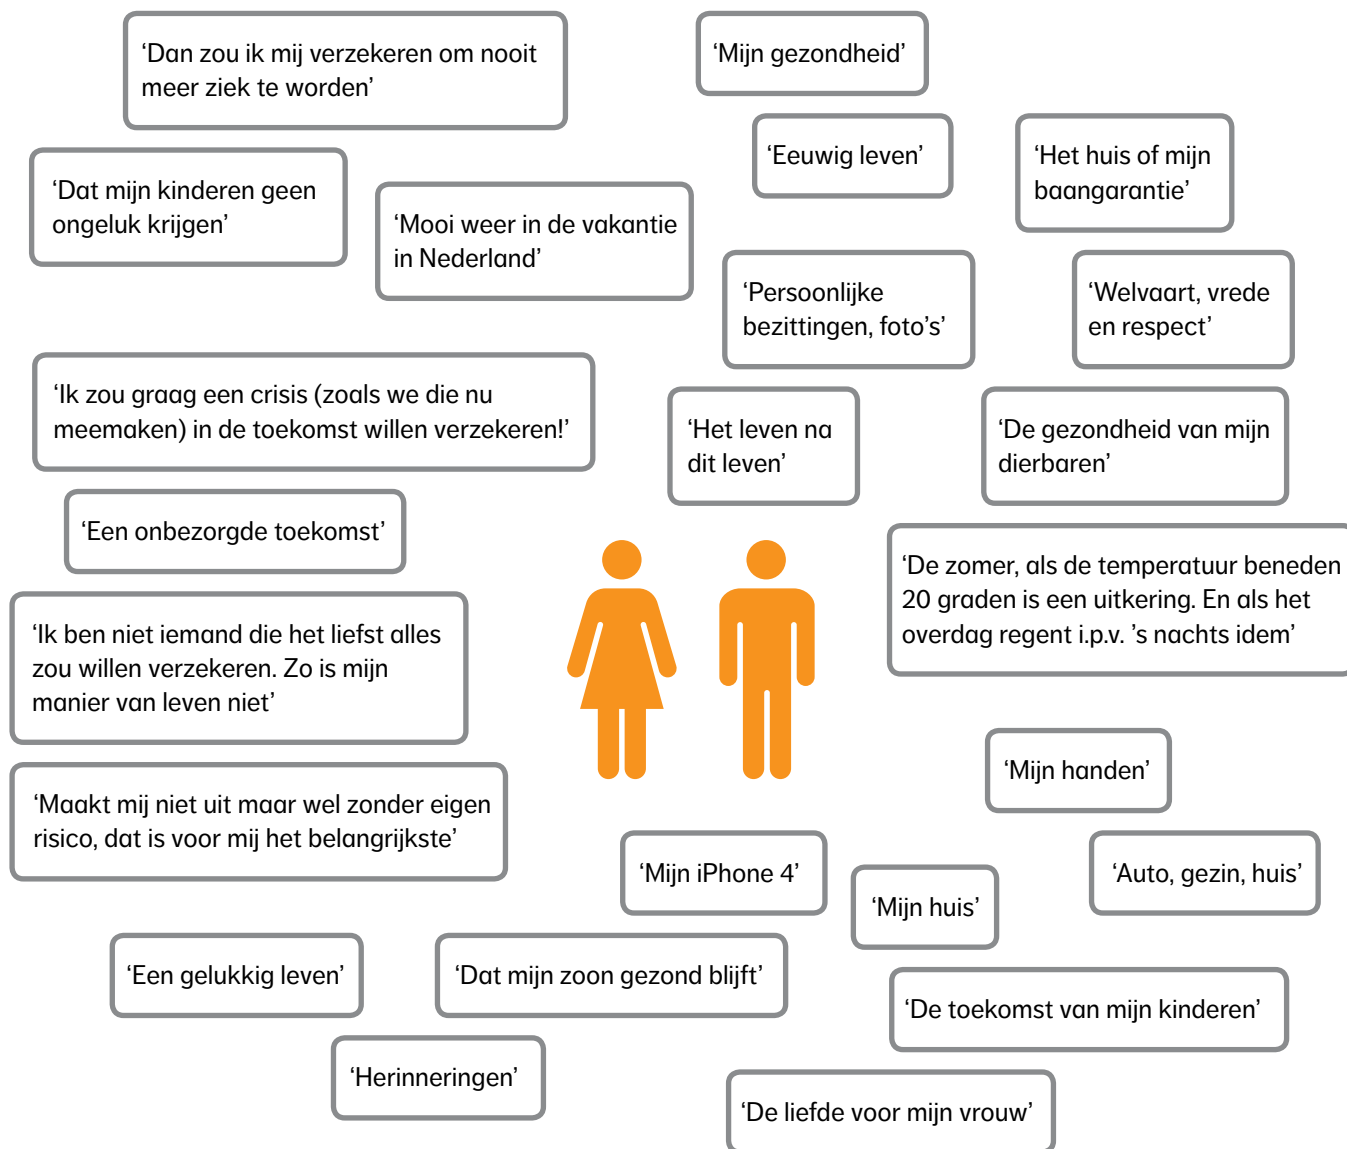 ‘Dan zou ik mij verzekeren om nooit
meer ziek te worden’
‘Mijn gezondheid’
‘Eeuwig leven’
‘Het huis of mijn
baangarantie’
‘Dat mijn kinderen geen
ongeluk krijgen’
‘Mooi weer in de vakantie
in Nederland’
‘Persoonlijke
bezittingen, foto’s’
‘Welvaart, vrede
en respect’
‘Ik zou graag een crisis (zoals we die nu
meemaken) in de toekomst willen verzekeren!’
‘Het leven na
dit leven’
‘De gezondheid van mijn
dierbaren’
‘Een onbezorgde toekomst’
‘De zomer, als de temperatuur beneden
20 graden is een uitkering. En als het
overdag regent i.p.v. ’s nachts idem’
‘Ik ben niet iemand die het liefst alles
zou willen verzekeren. Zo is mijn
manier van leven niet’
‘Mijn handen’
‘Maakt mij niet uit maar wel zonder eigen
risico, dat is voor mij het belangrijkste’
‘Mijn iPhone 4’
‘Mijn huis’
‘Auto, gezin, huis’
‘Een gelukkig leven’
‘Dat mijn zoon gezond blijft’
‘De toekomst van mijn kinderen’
‘Herinneringen’
‘De liefde voor mijn vrouw’